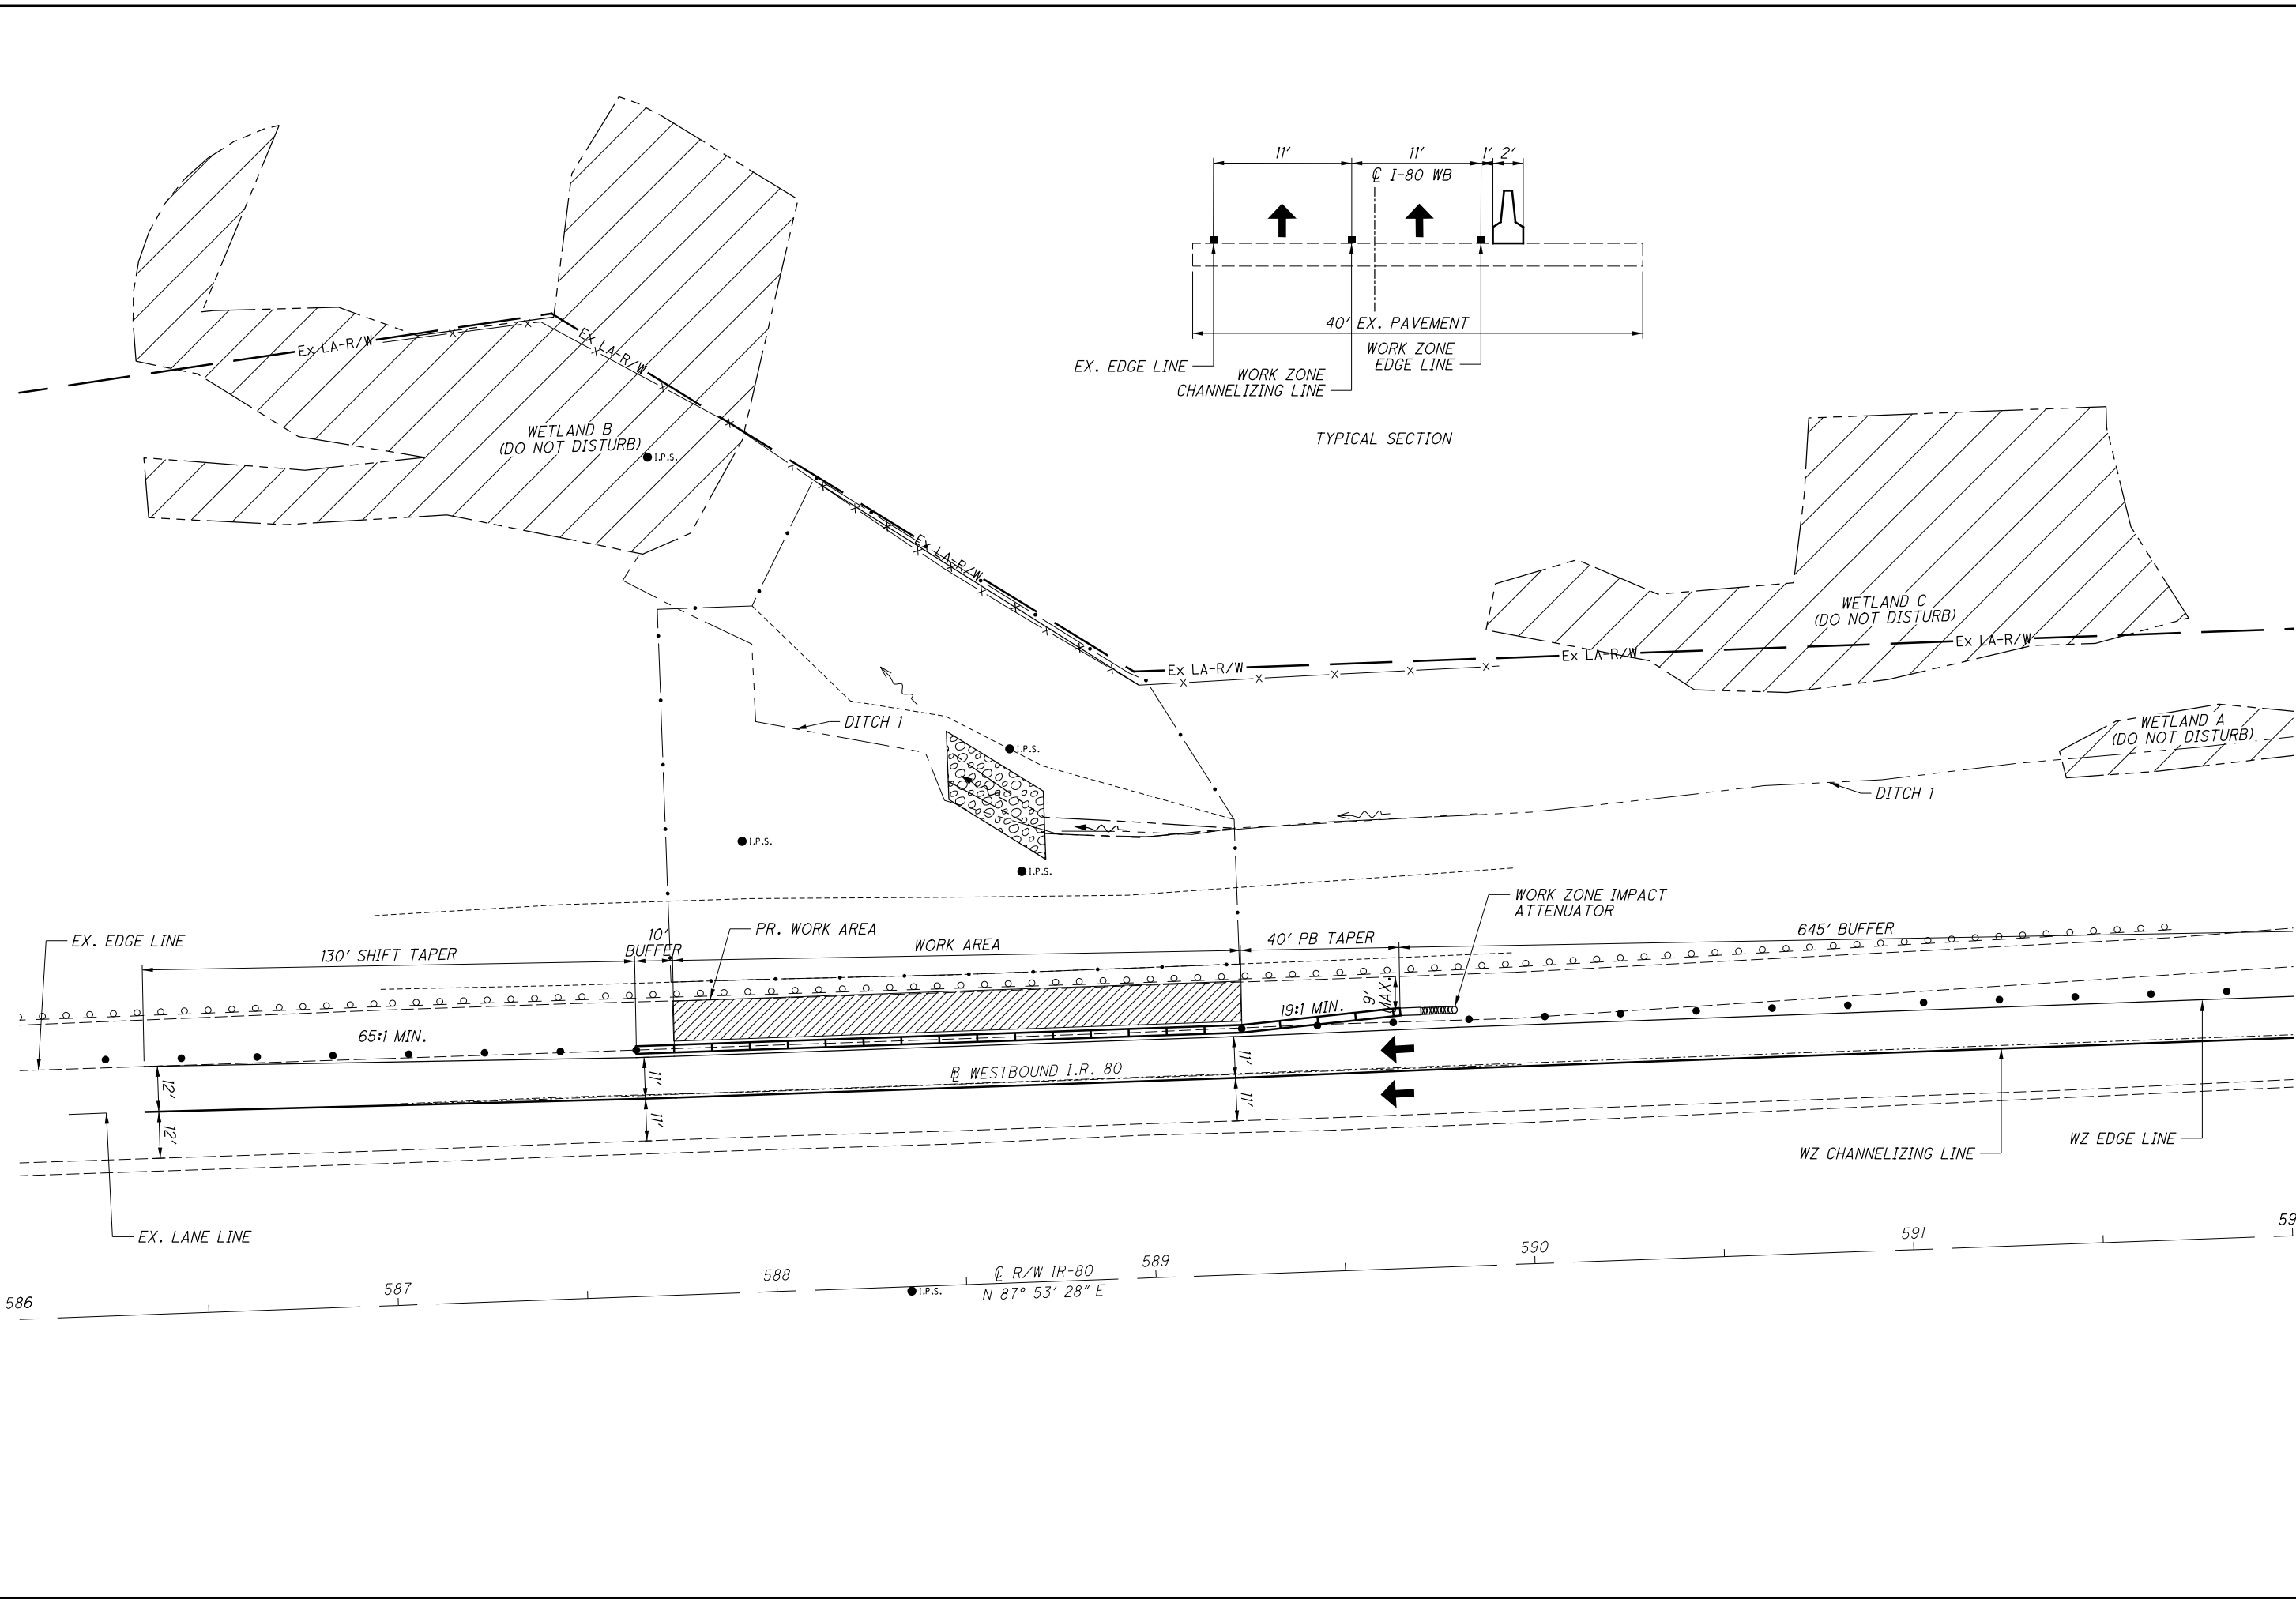 11'
11'
1'
2'
℄ I-80 WB
40' EX. PAVEMENT
EX. EDGE LINE
WORK ZONE
EDGE LINE
WORK ZONE
CHANNELIZING LINE
TYPICAL SECTION
Ex LA-R/W
Ex LA-R/W
WETLAND B
(DO NOT DISTURB)
I.P.S.
Ex LA-R/W
WETLAND C
(DO NOT DISTURB)
Ex LA-R/W
Ex LA-R/W
Ex LA-R/W
WETLAND A
(DO NOT DISTURB)
DITCH 1
I.P.S.
DITCH 1
I.P.S.
I.P.S.
WORK ZONE IMPACT
ATTENUATOR
EX. EDGE LINE
130' SHIFT TAPER
10'
BUFFER
PR. WORK AREA
WORK AREA
40' PB TAPER
645' BUFFER
9'
MAX.
19:1 MIN.
65:1 MIN.
12'
12'
11'
11'
11'
11'
B WESTBOUND I.R. 80
EX. LANE LINE
WZ CHANNELIZING LINE
WZ EDGE LINE
586
587
588
589
590
591
59
℄ R/W IR-80
N 87° 53' 28" E
I.P.S.